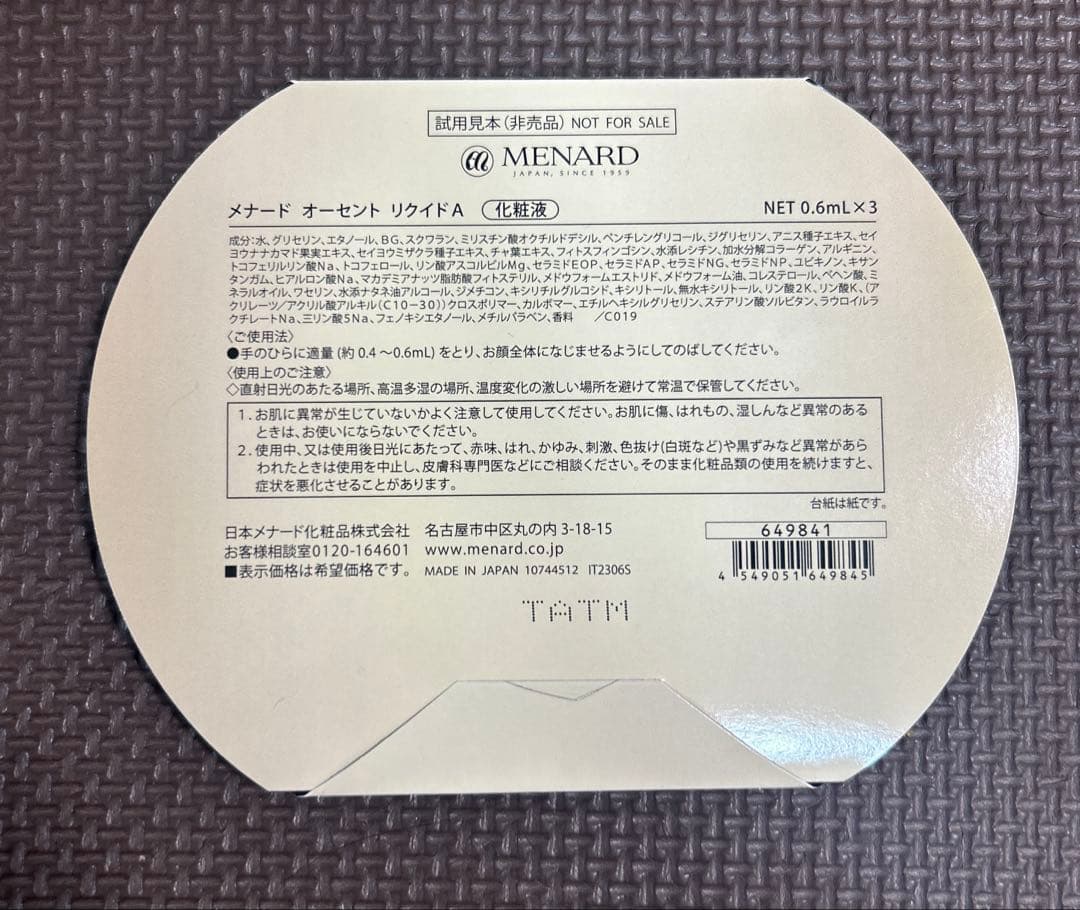 試用見本(非売品) NOT FOR SALE
MENARD
JAPAN, SINCE 1959
メナード オーセント リクイドA 化粧液 NET 0.6mL×3
成分:水、グリセリン、エタノール、BG、スクワラン、ミリスチン酸オクチルドデシル、ペンチレングリコール、ジグリセリン、アニス種子エキス、セイ
ヨウナナカマド果実エキス、セイヨウミザクラ種子エキス、チャ葉エキス、フィトスフィンゴシン、水添レシチン、加水分解コラーゲン、アルギニン、
トコフェリルリン酸Na、トコフェロール、リン酸アスコルビルMg、セラミドEOP、セラミドAP、セラミドNG、セラミドNP、ユビキノン、キサン
タンガム、ヒアルロン酸Na、マカデミアナッツ脂肪酸フィトステリル、メドウフォームエストリド、メドウフォーム油、コレステロール、ベヘン酸、ミ
ネラルオイル、ワセリン、水添ナタネ油アルコール、ジメチコン、キシリチルグルコシド、キシリトール、無水キシリトール、リン酸2K、リン酸K、(ア
クリレーツ/アクリル酸アルキル(C10-30))クロスポリマー、カルボマー、エチルヘキシルグリセリン、ステアリン酸ソルビタン、ラウロイルラ
クチレートNa、三リン酸5Na、フェノキシエタノール、メチルパラベン、香料 /C019
〈ご使用法〉
●手のひらに適量(約0.4～0.6mL)をとり、お顔全体になじませるようにしてのばしてください。
〈使用上のご注意〉
◇直射日光のあたる場所、高温多湿の場所、温度変化の激しい場所を避けて常温で保管してください。
1.お肌に異常が生じていないかよく注意して使用してください。お肌に傷、はれもの、湿しんなど異常のある
ときは、お使いにならないでください。
2.使用中、又は使用後日光にあたって、赤味、はれ、かゆみ、刺激、色抜け(白斑など)や黒ずみなど異常があら
われたときは使用を中止し、皮膚科専門医などにご相談ください。そのまま化粧品類の使用を続けますと、
症状を悪化させることがあります。
台紙は紙です。
日本メナード化粧品株式会社 名古屋市中区丸の内3-18-15
お客様相談室0120-164601 www.menard.co.jp
■表示価格は希望価格です。 MADE IN JAPAN 10744512 IT2306S
649841
4 549051 649845
TATM